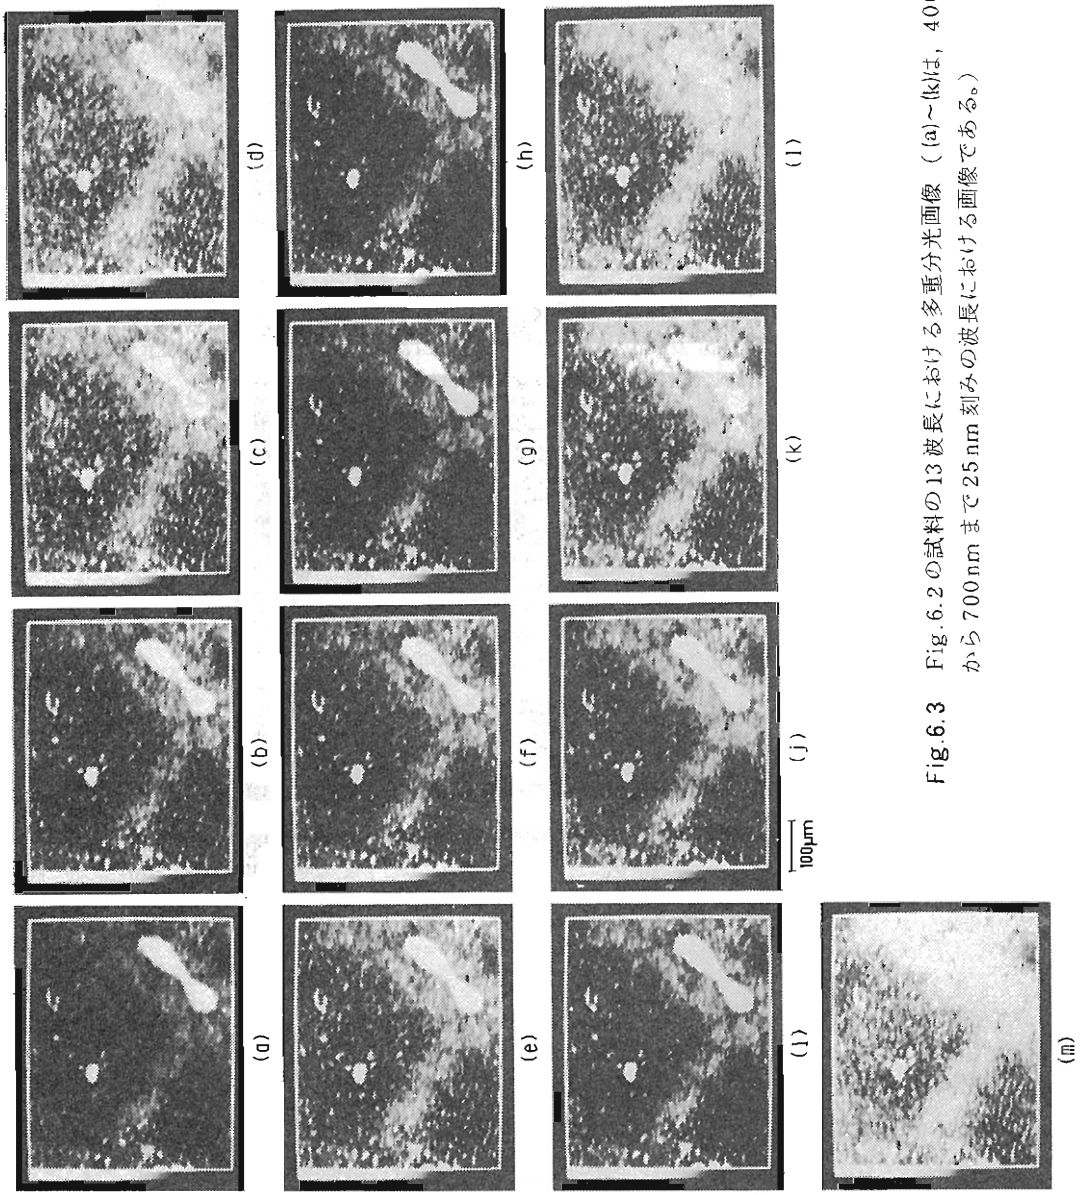 (a)
(b)
(c)
(d)
(e)
(f)
(g)
(h)
(l)
(j)
(k)
(l)
(m)
100μm
Fig.6.3 Fig.6.2の試料の13波長における多重分光画像 ((a)~(k)は, 400
から700nmまで25nm刻みの波長における画像である。)